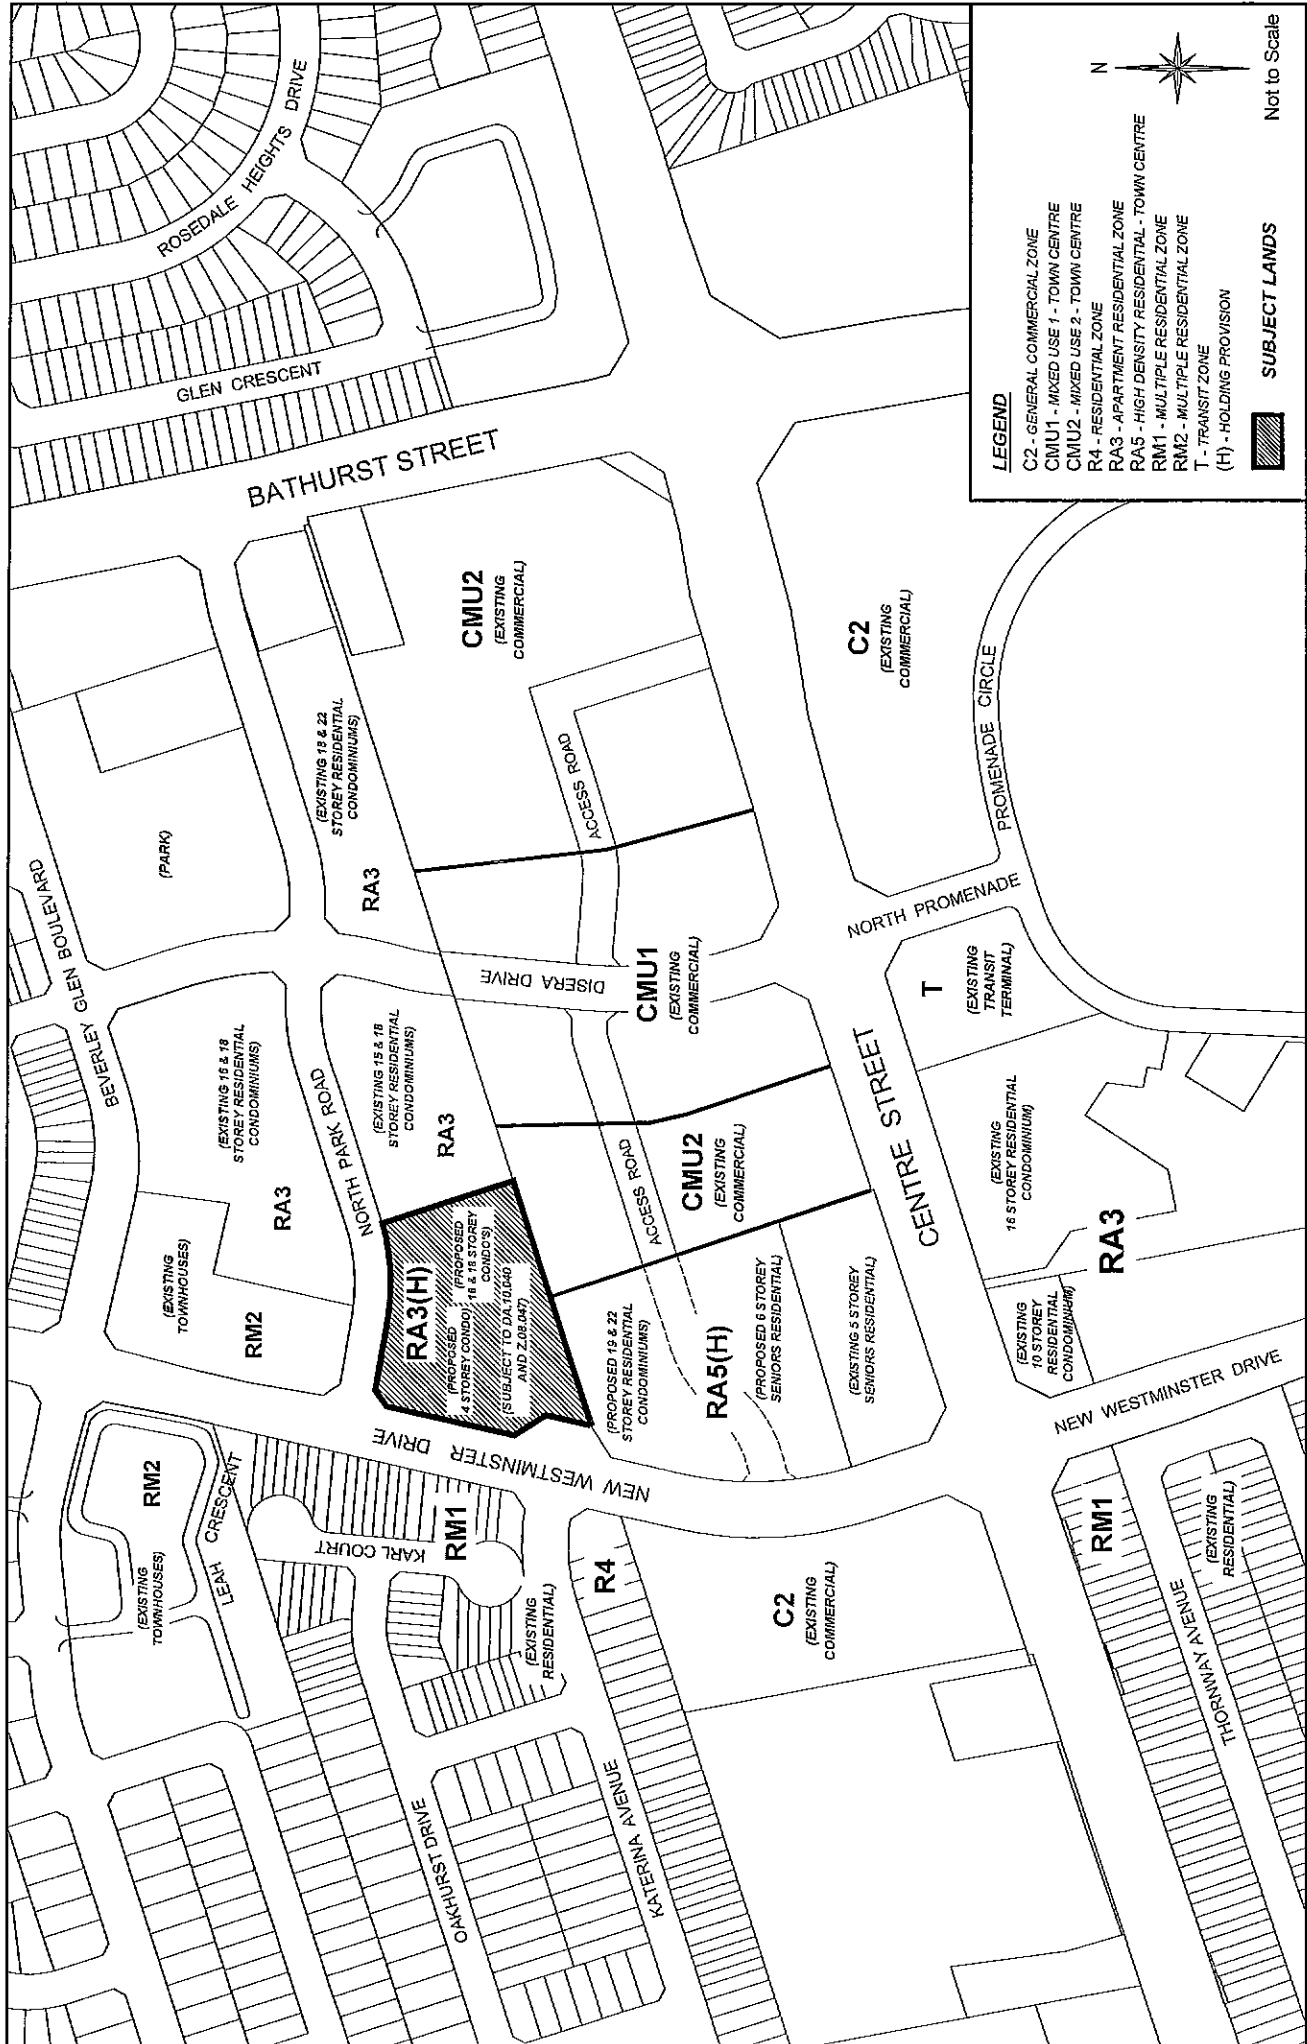 ROSEDALE HEIGHTS DRIVE
GLEN CRESCENT
BATHURST STREET
BEVERLEY GLEN BOULEVARD
(PARK)
(EXISTING 18 & 22
STOREY RESIDENTIAL
CONDOMINIUMS)
RA3
CMU2
(EXISTING
COMMERCIAL)
ACCESS ROAD
DISERA DRIVE
CMU1
(EXISTING
COMMERCIAL)
C2
(EXISTING
COMMERCIAL)
PROMENADE CIRCLE
NORTH PROMENADE
T
(EXISTING
TRANSIT
TERMINAL)
CENTRE STREET
(EXISTING 16 & 18
STOREY RESIDENTIAL
CONDOMINIUMS)
RA3
NORTH PARK ROAD
(EXISTING 15 & 18
STOREY RESIDENTIAL
CONDOMINIUMS)
RA3
ACCESS ROAD
CMU2
(EXISTING
COMMERCIAL)
(EXISTING
16 STOREY RESIDENTIAL
CONDOMINIUM)
RA3
(EXISTING
10 STOREY
RESIDENTIAL
CONDOMINIUM)
(EXISTING
TOWNHOUSES)
RM2
RA3(H)
(PROPOSED
4 STOREY CONDO)
(PROPOSED
16 & 18 STOREY
CONDO'S)
(SUBJECT TO DA.10.040
AND Z.08.047)
(PROPOSED 19 & 22
STOREY RESIDENTIAL
CONDOMINIUMS)
RA5(H)
(PROPOSED 6 STOREY
SENIORS RESIDENTIAL)
(EXISTING 5 STOREY
SENIORS RESIDENTIAL)
NEW WESTMINSTER DRIVE
NEW WESTMINSTER DRIVE
RM2
(EXISTING
TOWNHOUSES)
LEAH CRESCENT
KARL COURT
RM1
(EXISTING
RESIDENTIAL)
R4
C2
(EXISTING
COMMERCIAL)
RM1
(EXISTING
RESIDENTIAL)
THORNWAY AVENUE
OAKHURST DRIVE
KATERINA AVENUE
LEGEND
C2 - GENERAL COMMERCIAL ZONE
CMU1 - MIXED USE 1 - TOWN CENTRE
CMU2 - MIXED USE 2 - TOWN CENTRE
R4 - RESIDENTIAL ZONE
RA3 - APARTMENT RESIDENTIAL ZONE
RA5 - HIGH DENSITY RESIDENTIAL - TOWN CENTRE
RM1 - MULTIPLE RESIDENTIAL ZONE
RM2 - MULTIPLE RESIDENTIAL ZONE
T - TRANSIT ZONE
(H) - HOLDING PROVISION
SUBJECT LANDS
N
Not to Scale